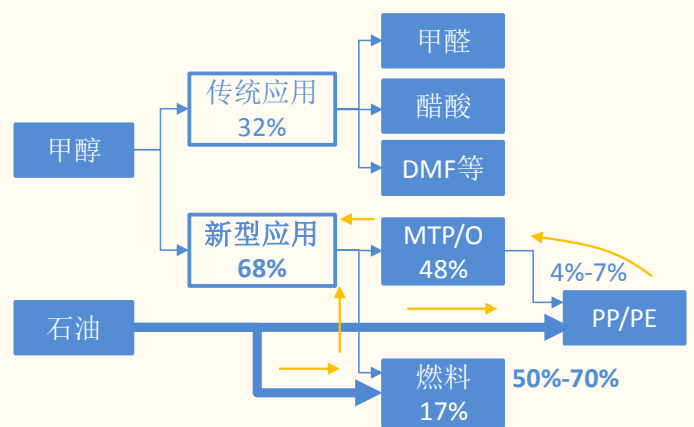 甲醛
传统应用
32%
醋酸
甲醇
DMF等
新型应用
68%
MTP/O
48%
4%-7%
石油
PP/PE
燃料
17%
50%-70%